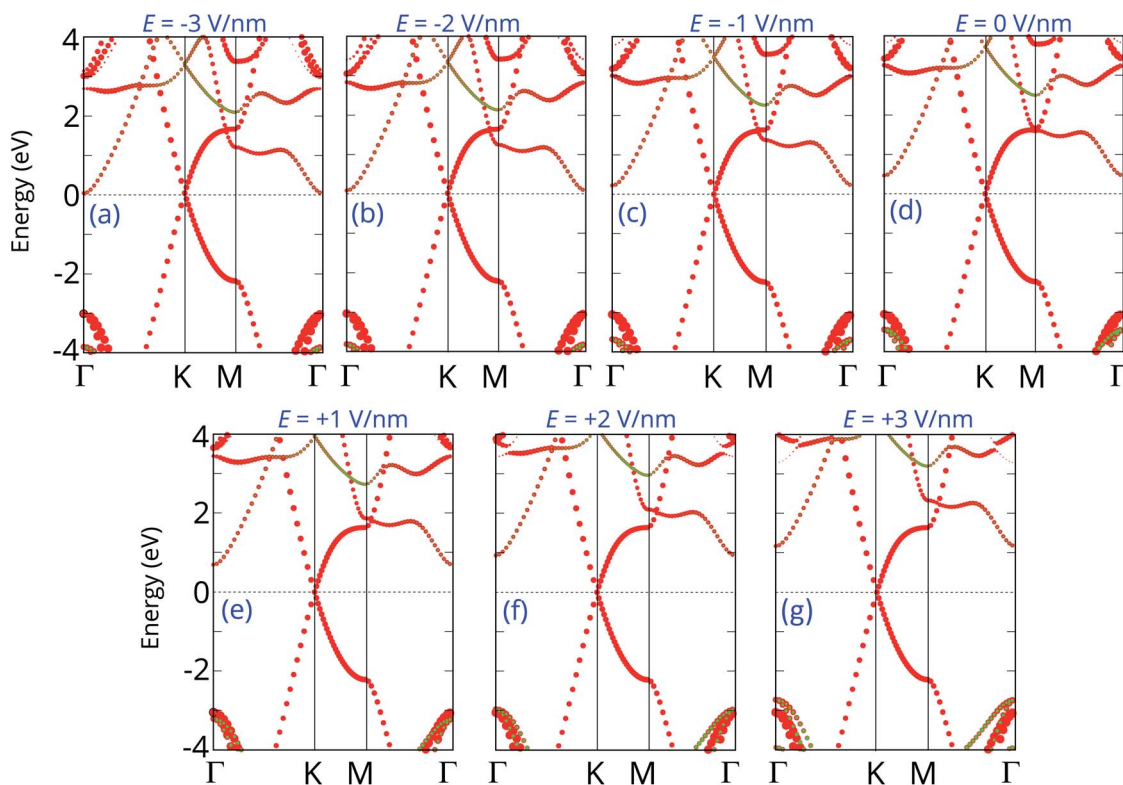 E = -3 V/nm E = -2 V/nm E = -1 V/nm E = 0 V/nm
4 2 0 -2 -4
Energy (eV)
(a) (b) (c) (d)
Γ K M Γ Γ K M Γ Γ K M Γ Γ K M Γ
E = +1 V/nm E = +2 V/nm E = +3 V/nm
4 2 0 -2 -4
Energy (eV)
(e) (f) (g)
Γ K M Γ Γ K M Γ Γ K M Γ